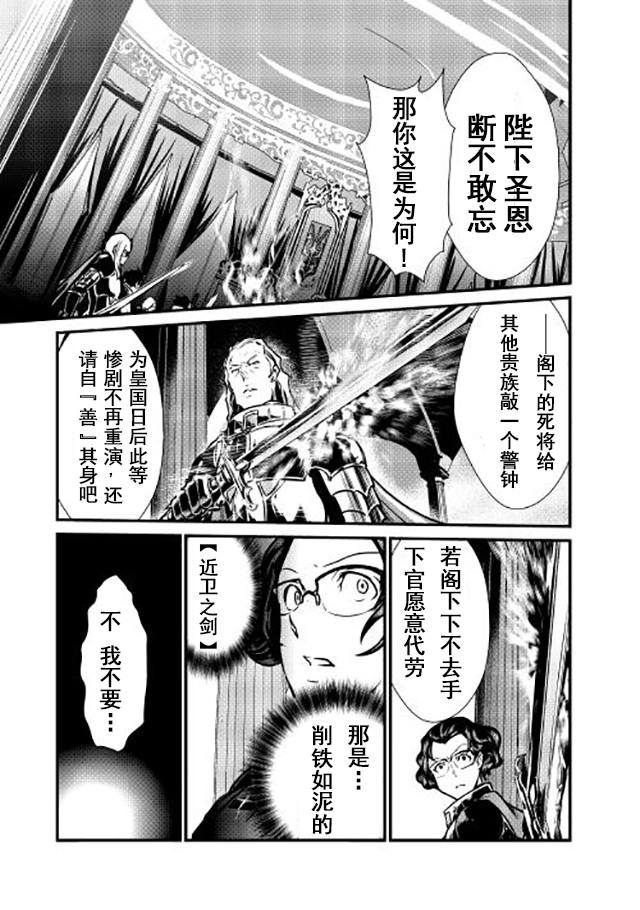 陛下圣恩
断不敢忘
那你这是为何！
——阁下的死将给
其他贵族敲一个警钟
为皇国日后此等
惨剧不再重演，还
请自『善』其身吧
若阁下下不去手
下官愿意代劳
那是…
削铁如泥的
【近卫之剑】
不 我不要…